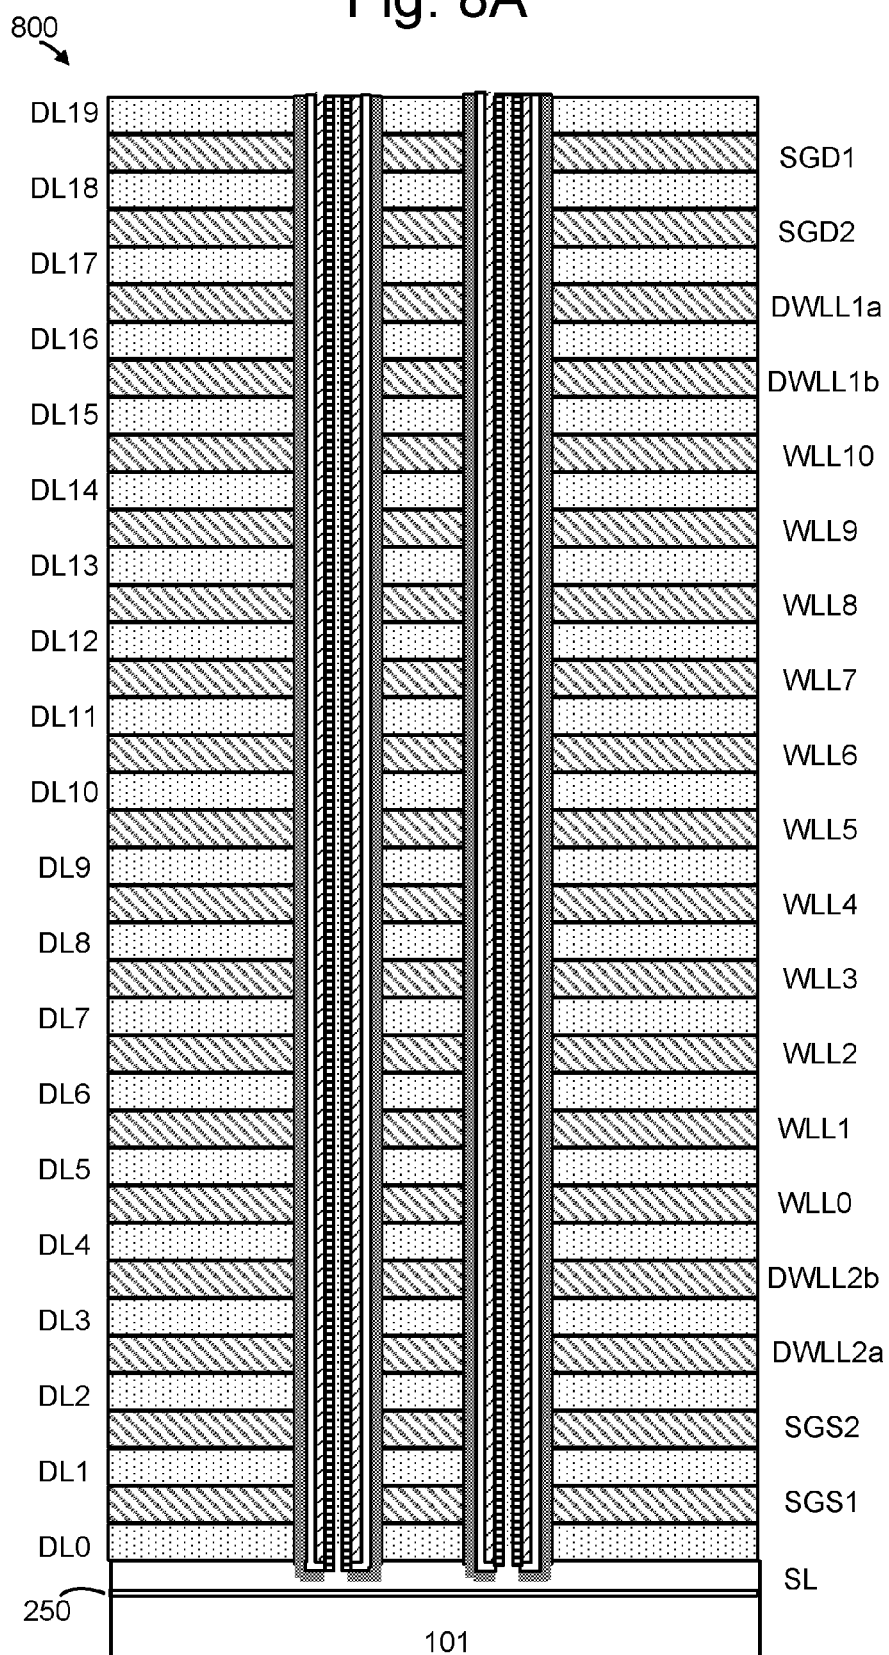 Fig. 8A
800
DL19
SGD1
DL18
SGD2
DL17
DWLL1a
DL16
DWLL1b
DL15
WLL10
DL14
WLL9
DL13
WLL8
DL12
WLL7
DL11
WLL6
DL10
WLL5
DL9
WLL4
DL8
WLL3
DL7
WLL2
DL6
WLL1
DL5
WLL0
DL4
DWLL2b
DL3
DWLL2a
DL2
SGS2
DL1
SGS1
DL0
SL
250
101